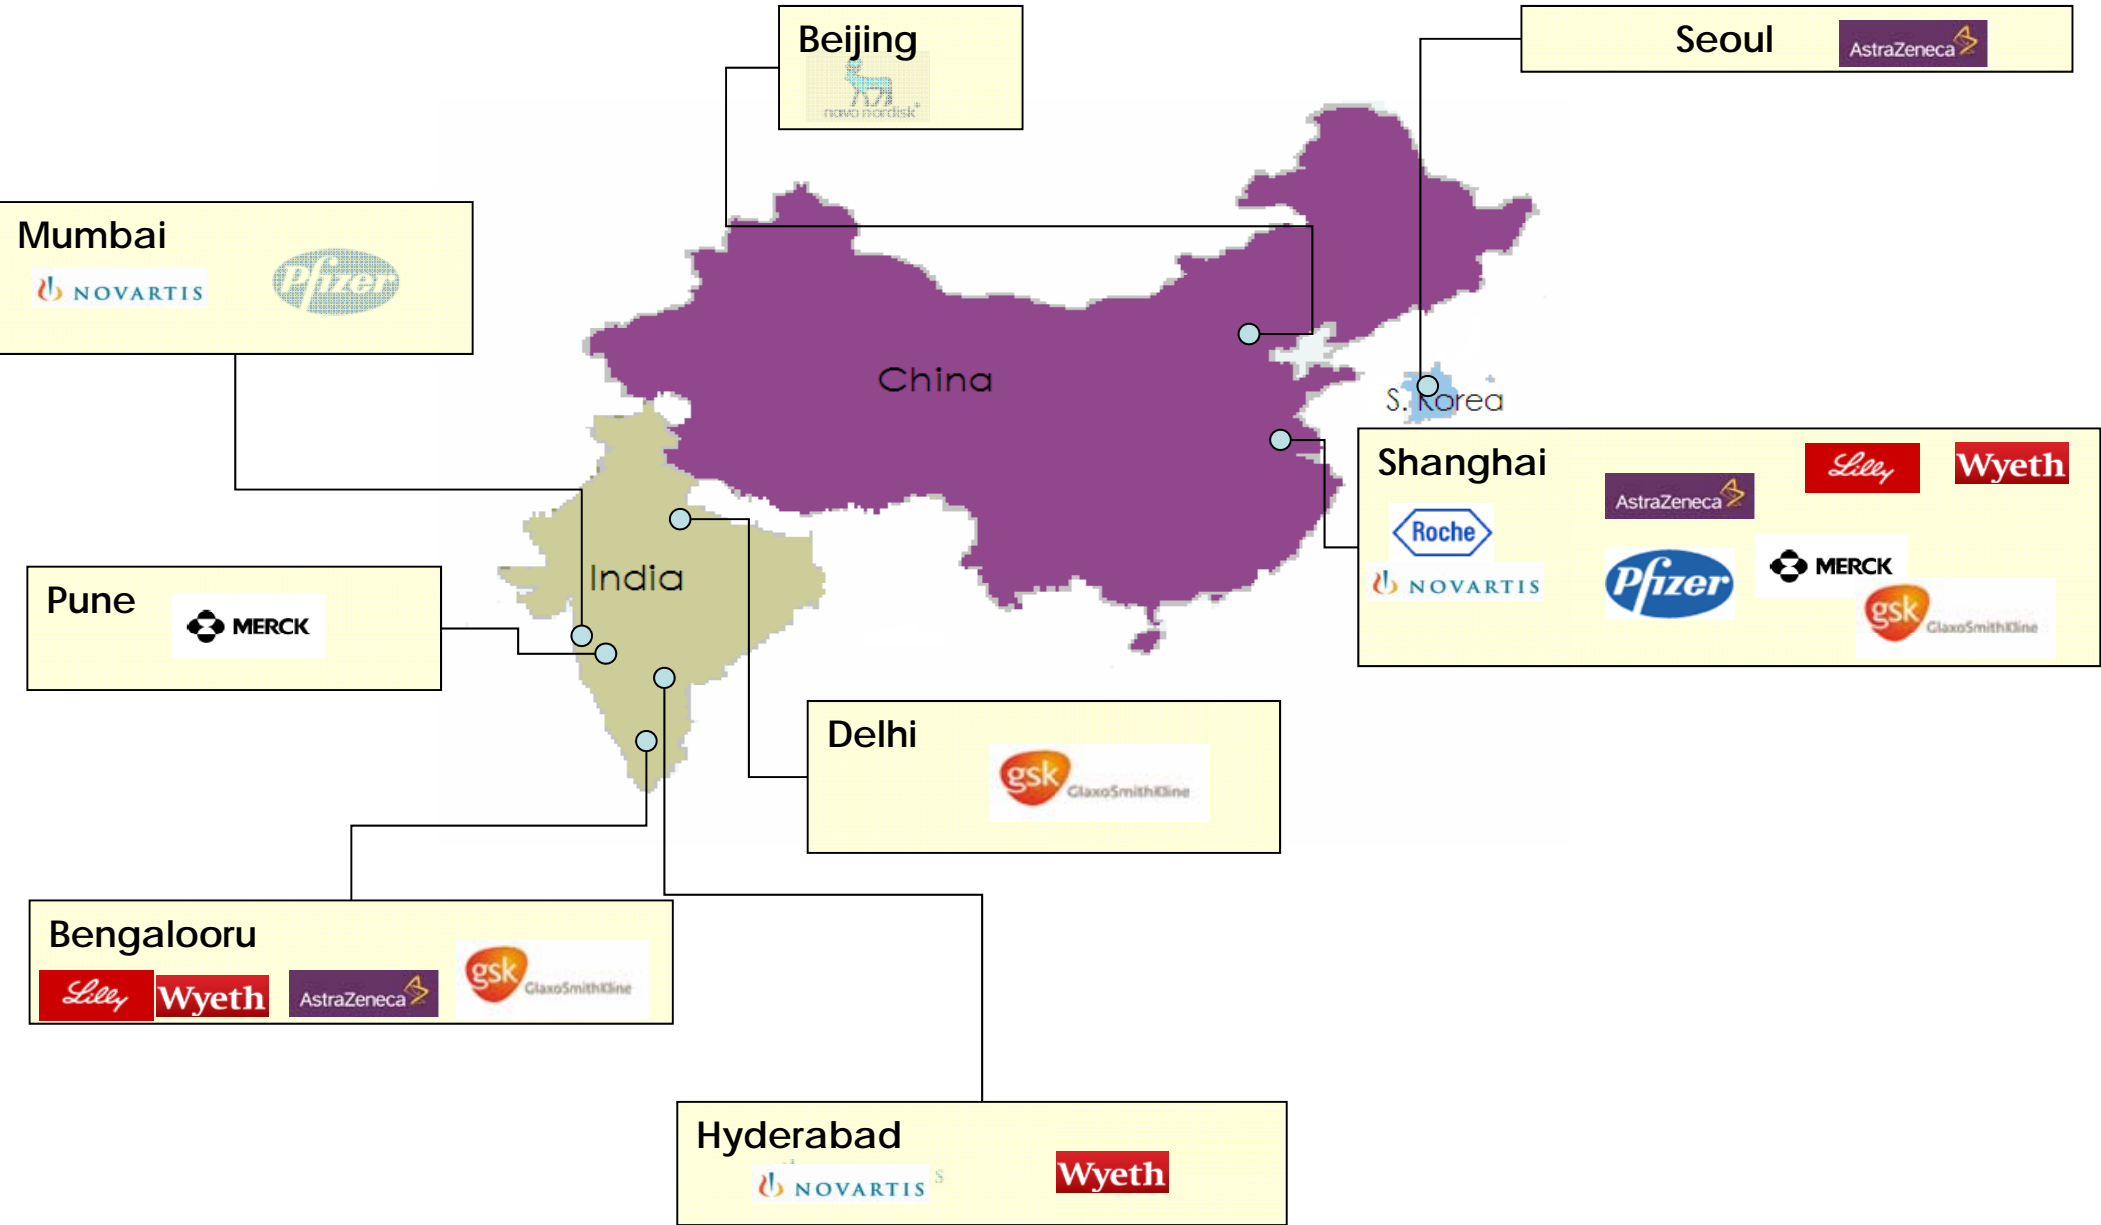 Beijing
novo nordisk
Seoul
AstraZeneca
Mumbai
NOVARTIS
Pfizer
China
S. Korea
Shanghai
AstraZeneca
Lilly
Wyeth
Roche
NOVARTIS
Pfizer
MERCK
gsk
GlaxoSmithKline
India
Pune
MERCK
Delhi
gsk
GlaxoSmithKline
Bengalooru
Lilly
Wyeth
AstraZeneca
gsk
GlaxoSmithKline
Hyderabad
NOVARTIS
S
Wyeth